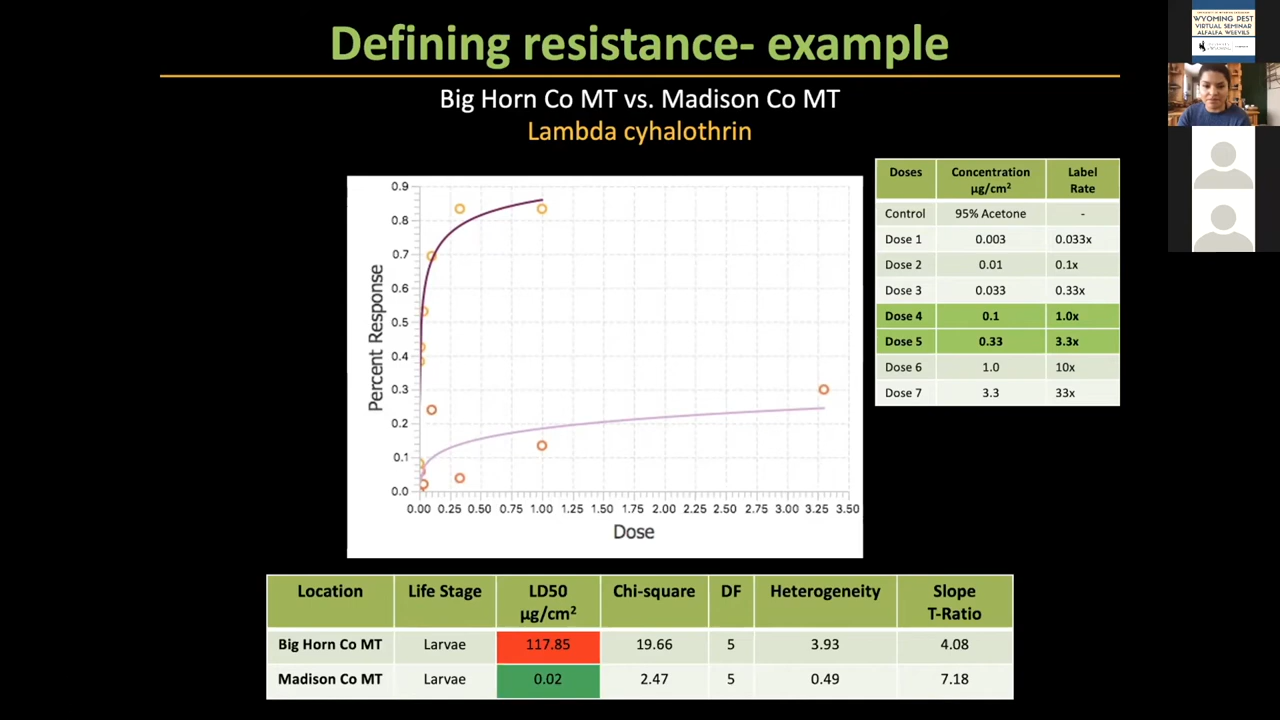 Defining resistance- example
Big Horn Co MT vs. Madison Co MT
Lambda cyhalothrin
WYOMING PEST
VIRTUAL SEMINAR
ALFALFA WEEVILS
Percent Response
0.9
0.8
0.7
0.6
0.5
0.4
0.3
0.2
0.1
0.0
0.00 0.25 0.50 0.75 1.00 1.25 1.50 1.75 2.00 2.25 2.50 2.75 3.00 3.25 3.50
Dose
Doses Concentration µg/cm² Label Rate
Control 95% Acetone -
Dose 1 0.003 0.033x
Dose 2 0.01 0.1x
Dose 3 0.033 0.33x
Dose 4 0.1 1.0x
Dose 5 0.33 3.3x
Dose 6 1.0 10x
Dose 7 3.3 33x
Location Life Stage LD50 µg/cm² Chi-square DF Heterogeneity Slope T-Ratio
Big Horn Co MT Larvae 117.85 19.66 5 3.93 4.08
Madison Co MT Larvae 0.02 2.47 5 0.49 7.18